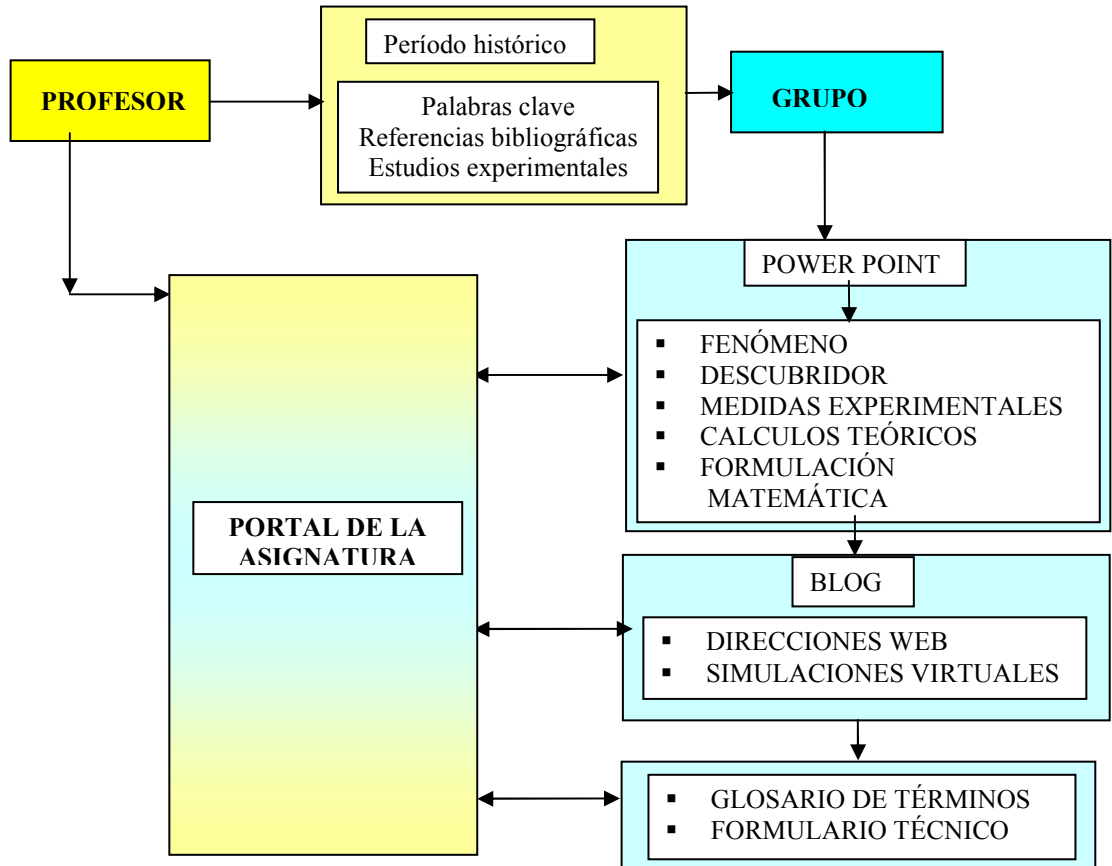 PROFESOR
Período histórico
Palabras clave
Referencias bibliográficas
Estudios experimentales
GRUPO
POWER POINT
▪ FENÓMENO
▪ DESCUBRIDOR
▪ MEDIDAS EXPERIMENTALES
▪ CALCULOS TEÓRICOS
▪ FORMULACIÓN
MATEMÁTICA
PORTAL DE LA
ASIGNATURA
BLOG
▪ DIRECCIONES WEB
▪ SIMULACIONES VIRTUALES
▪ GLOSARIO DE TÉRMINOS
▪ FORMULARIO TÉCNICO